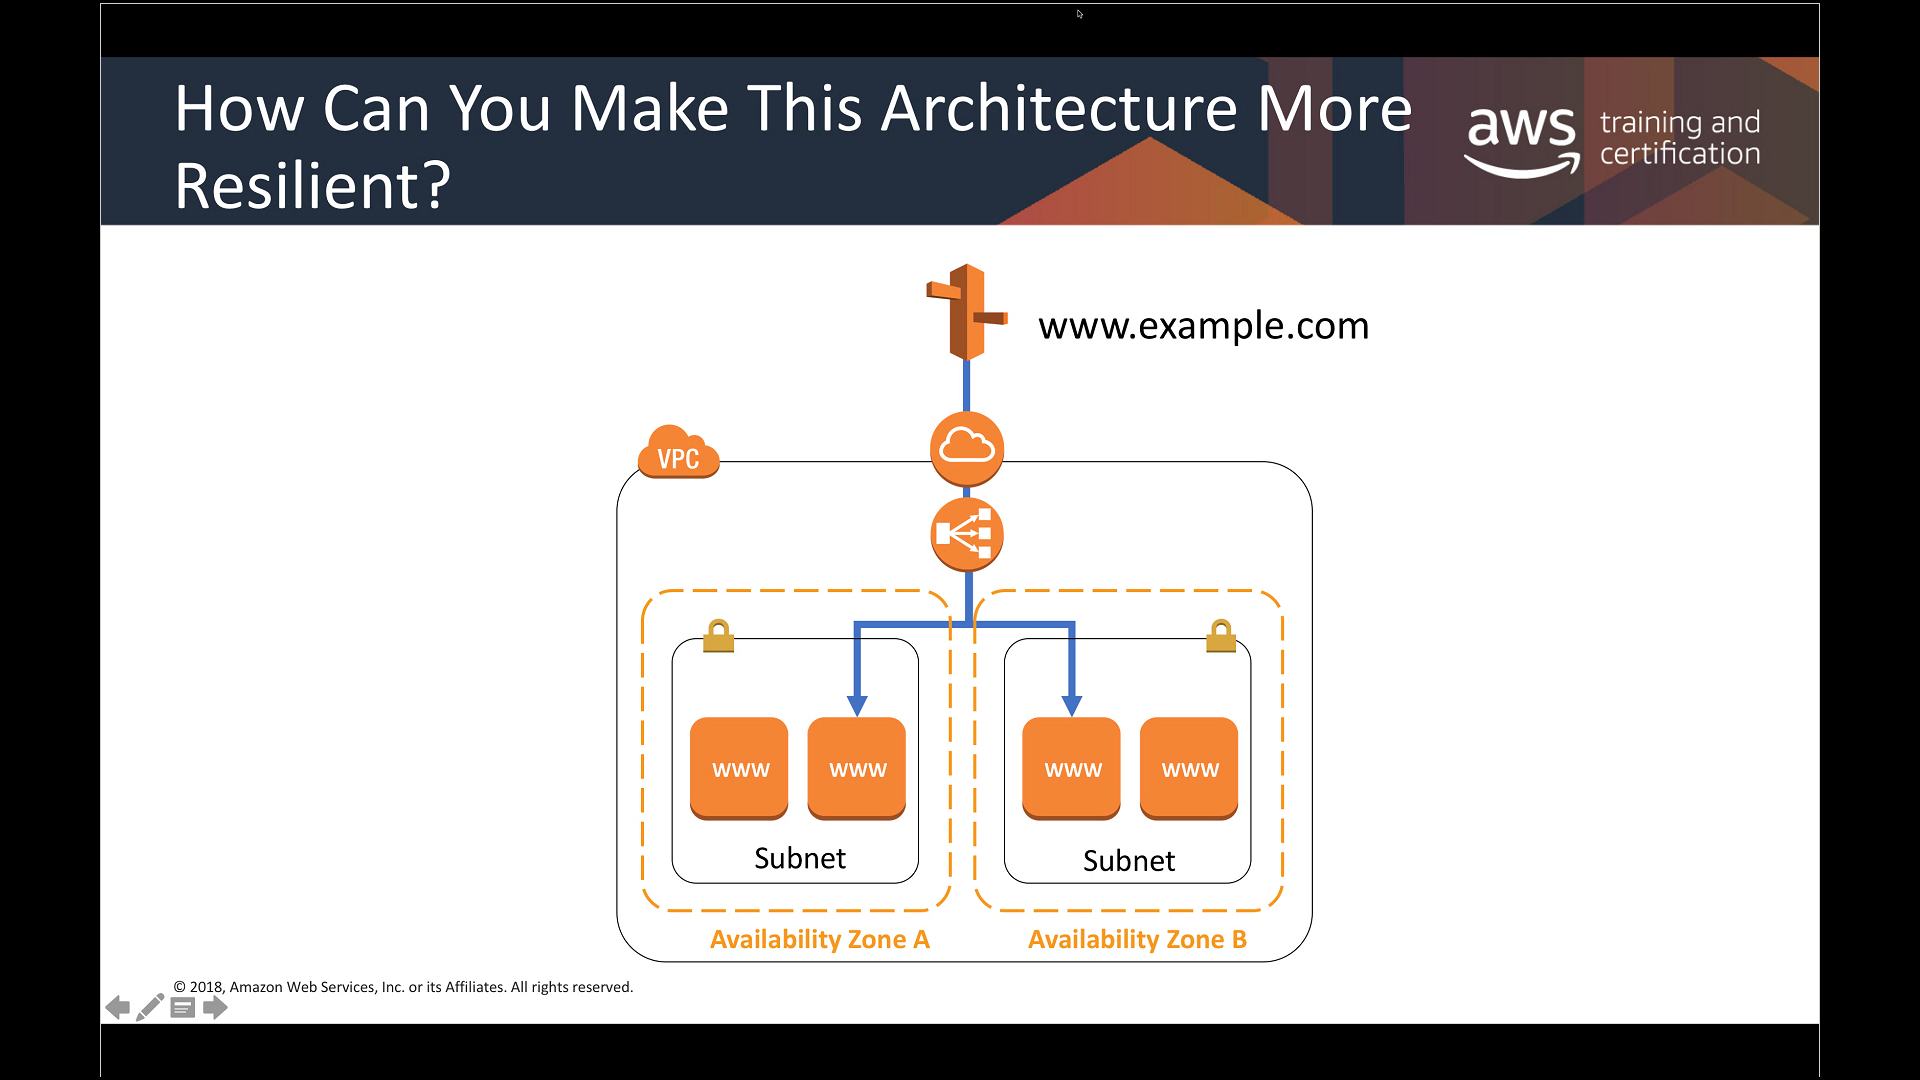 How Can You Make This Architecture More
Resilient?
aws training and
certification
www.example.com
VPC
www www www www
Subnet Subnet
Availability Zone A Availability Zone B
© 2018, Amazon Web Services, Inc. or its Affiliates. All rights reserved.